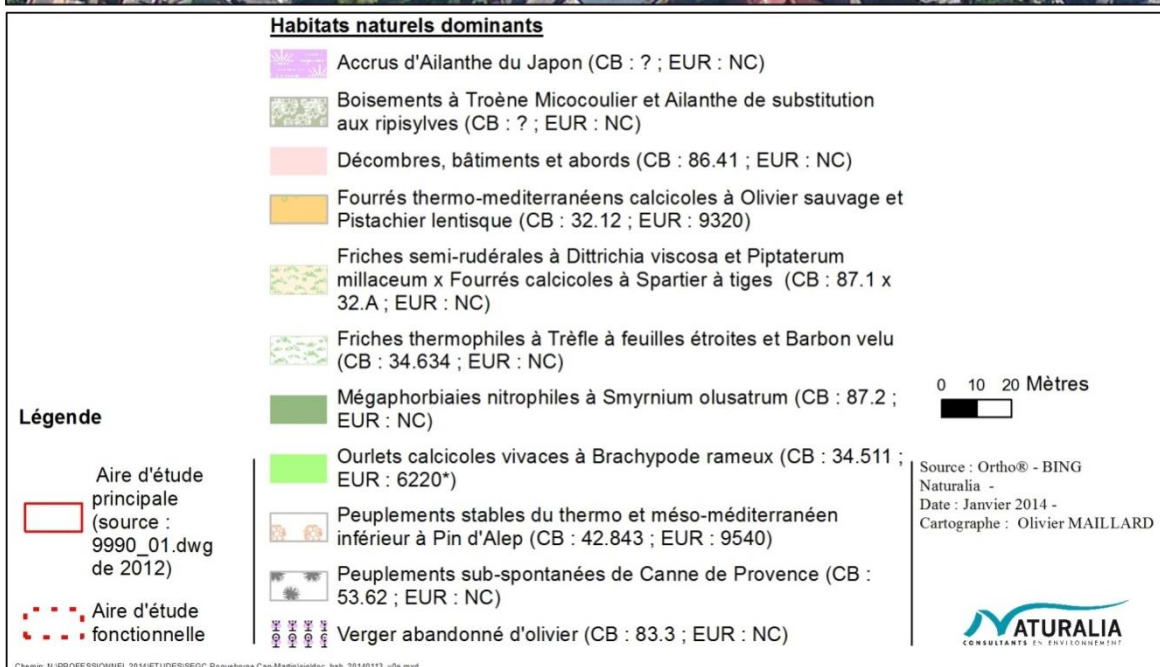 Habitats naturels dominants
Accrus d'Ailanthe du Japon (CB : ? ; EUR : NC)
Boisements à Troène Micocoulier et Ailanthe de substitution
aux ripisylves (CB : ? ; EUR : NC)
Décombres, bâtiments et abords (CB : 86.41 ; EUR : NC)
Fourrés thermo-mediterranéens calcicoles à Olivier sauvage et
Pistachier lentisque (CB : 32.12 ; EUR : 9320)
Friches semi-rudérales à Dittrichia viscosa et Piptaterum
millaceum x Fourrés calcicoles à Spartier à tiges (CB : 87.1 x
32.A ; EUR : NC)
Friches thermophiles à Trèfle à feuilles étroites et Barbon velu
(CB : 34.634 ; EUR : NC)
Mégaphorbiaies nitrophiles à Smyrnium olusatrum (CB : 87.2 ;
EUR : NC)
Ourlets calcicoles vivaces à Brachypode rameux (CB : 34.511 ;
EUR : 6220*)
Peuplements stables du thermo et méso-méditerranéen
inférieur à Pin d'Alep (CB : 42.843 ; EUR : 9540)
Peuplements sub-spontanées de Canne de Provence (CB :
53.62 ; EUR : NC)
Verger abandonné d'olivier (CB : 83.3 ; EUR : NC)
Légende
Aire d'étude
principale
(source :
9990_01.dwg
de 2012)
Aire d'étude
fonctionnelle
0 10 20 Mètres
Source : Ortho® - BING
Naturalia -
Date : Janvier 2014 -
Cartographe : Olivier MAILLARD
NATURALIA
CONSULTANTS EN ENVIRONNEMENT